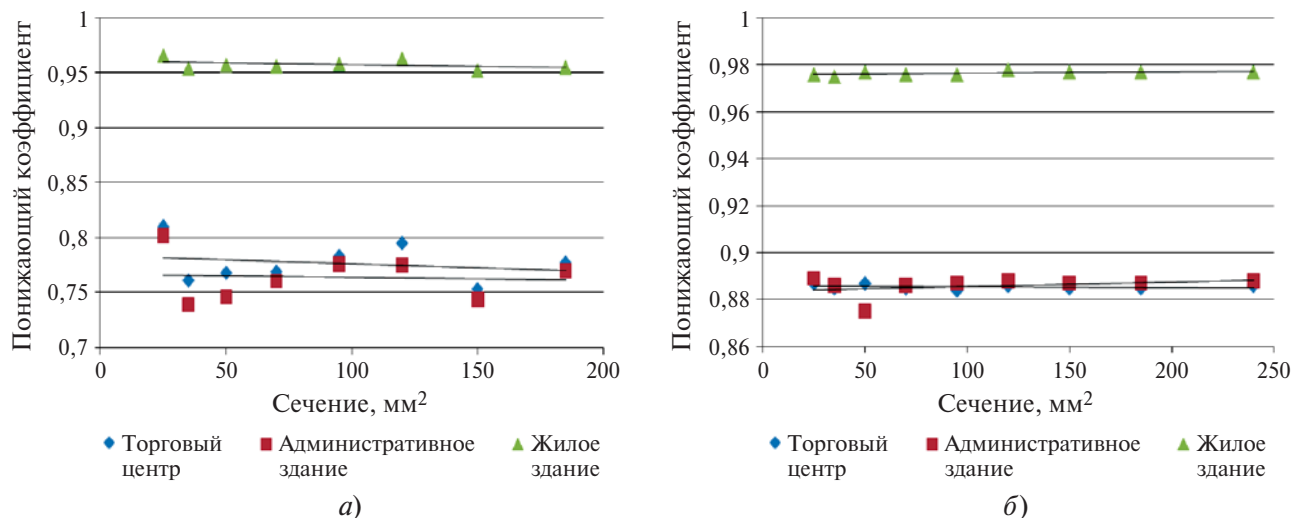 Понижающий коэффициент
1
0,95
0,9
0,85
0,8
0,75
0,7
0
50
100
150
200
Сечение, мм²
Торговый центр
Административное здание
Жилое здание
а)
Понижающий коэффициент
1
0,98
0,96
0,94
0,92
0,9
0,88
0,86
0
50
100
150
200
250
Сечение, мм²
Торговый центр
Административное здание
Жилое здание
б)